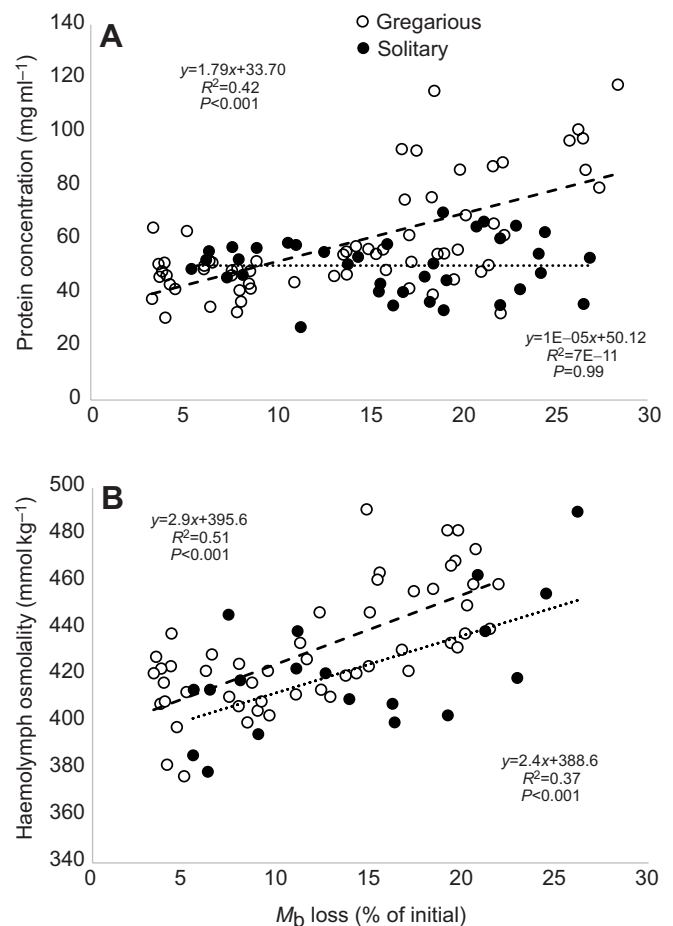 A
Gregarious
Solitary
y=1.79x+33.70
R²=0.42
P<0.001
Protein concentration (mg ml⁻¹)
140
120
100
80
60
40
20
0
y=1E–05x+50.12
R²=7E–11
P=0.99
0 5 10 15 20 25 30
B
y=2.9x+395.6
R²=0.51
P<0.001
Haemolymph osmolality (mmol kg⁻¹)
500
480
460
440
420
400
380
360
340
y=2.4x+388.6
R²=0.37
P<0.001
0 5 10 15 20 25 30
Mb loss (% of initial)